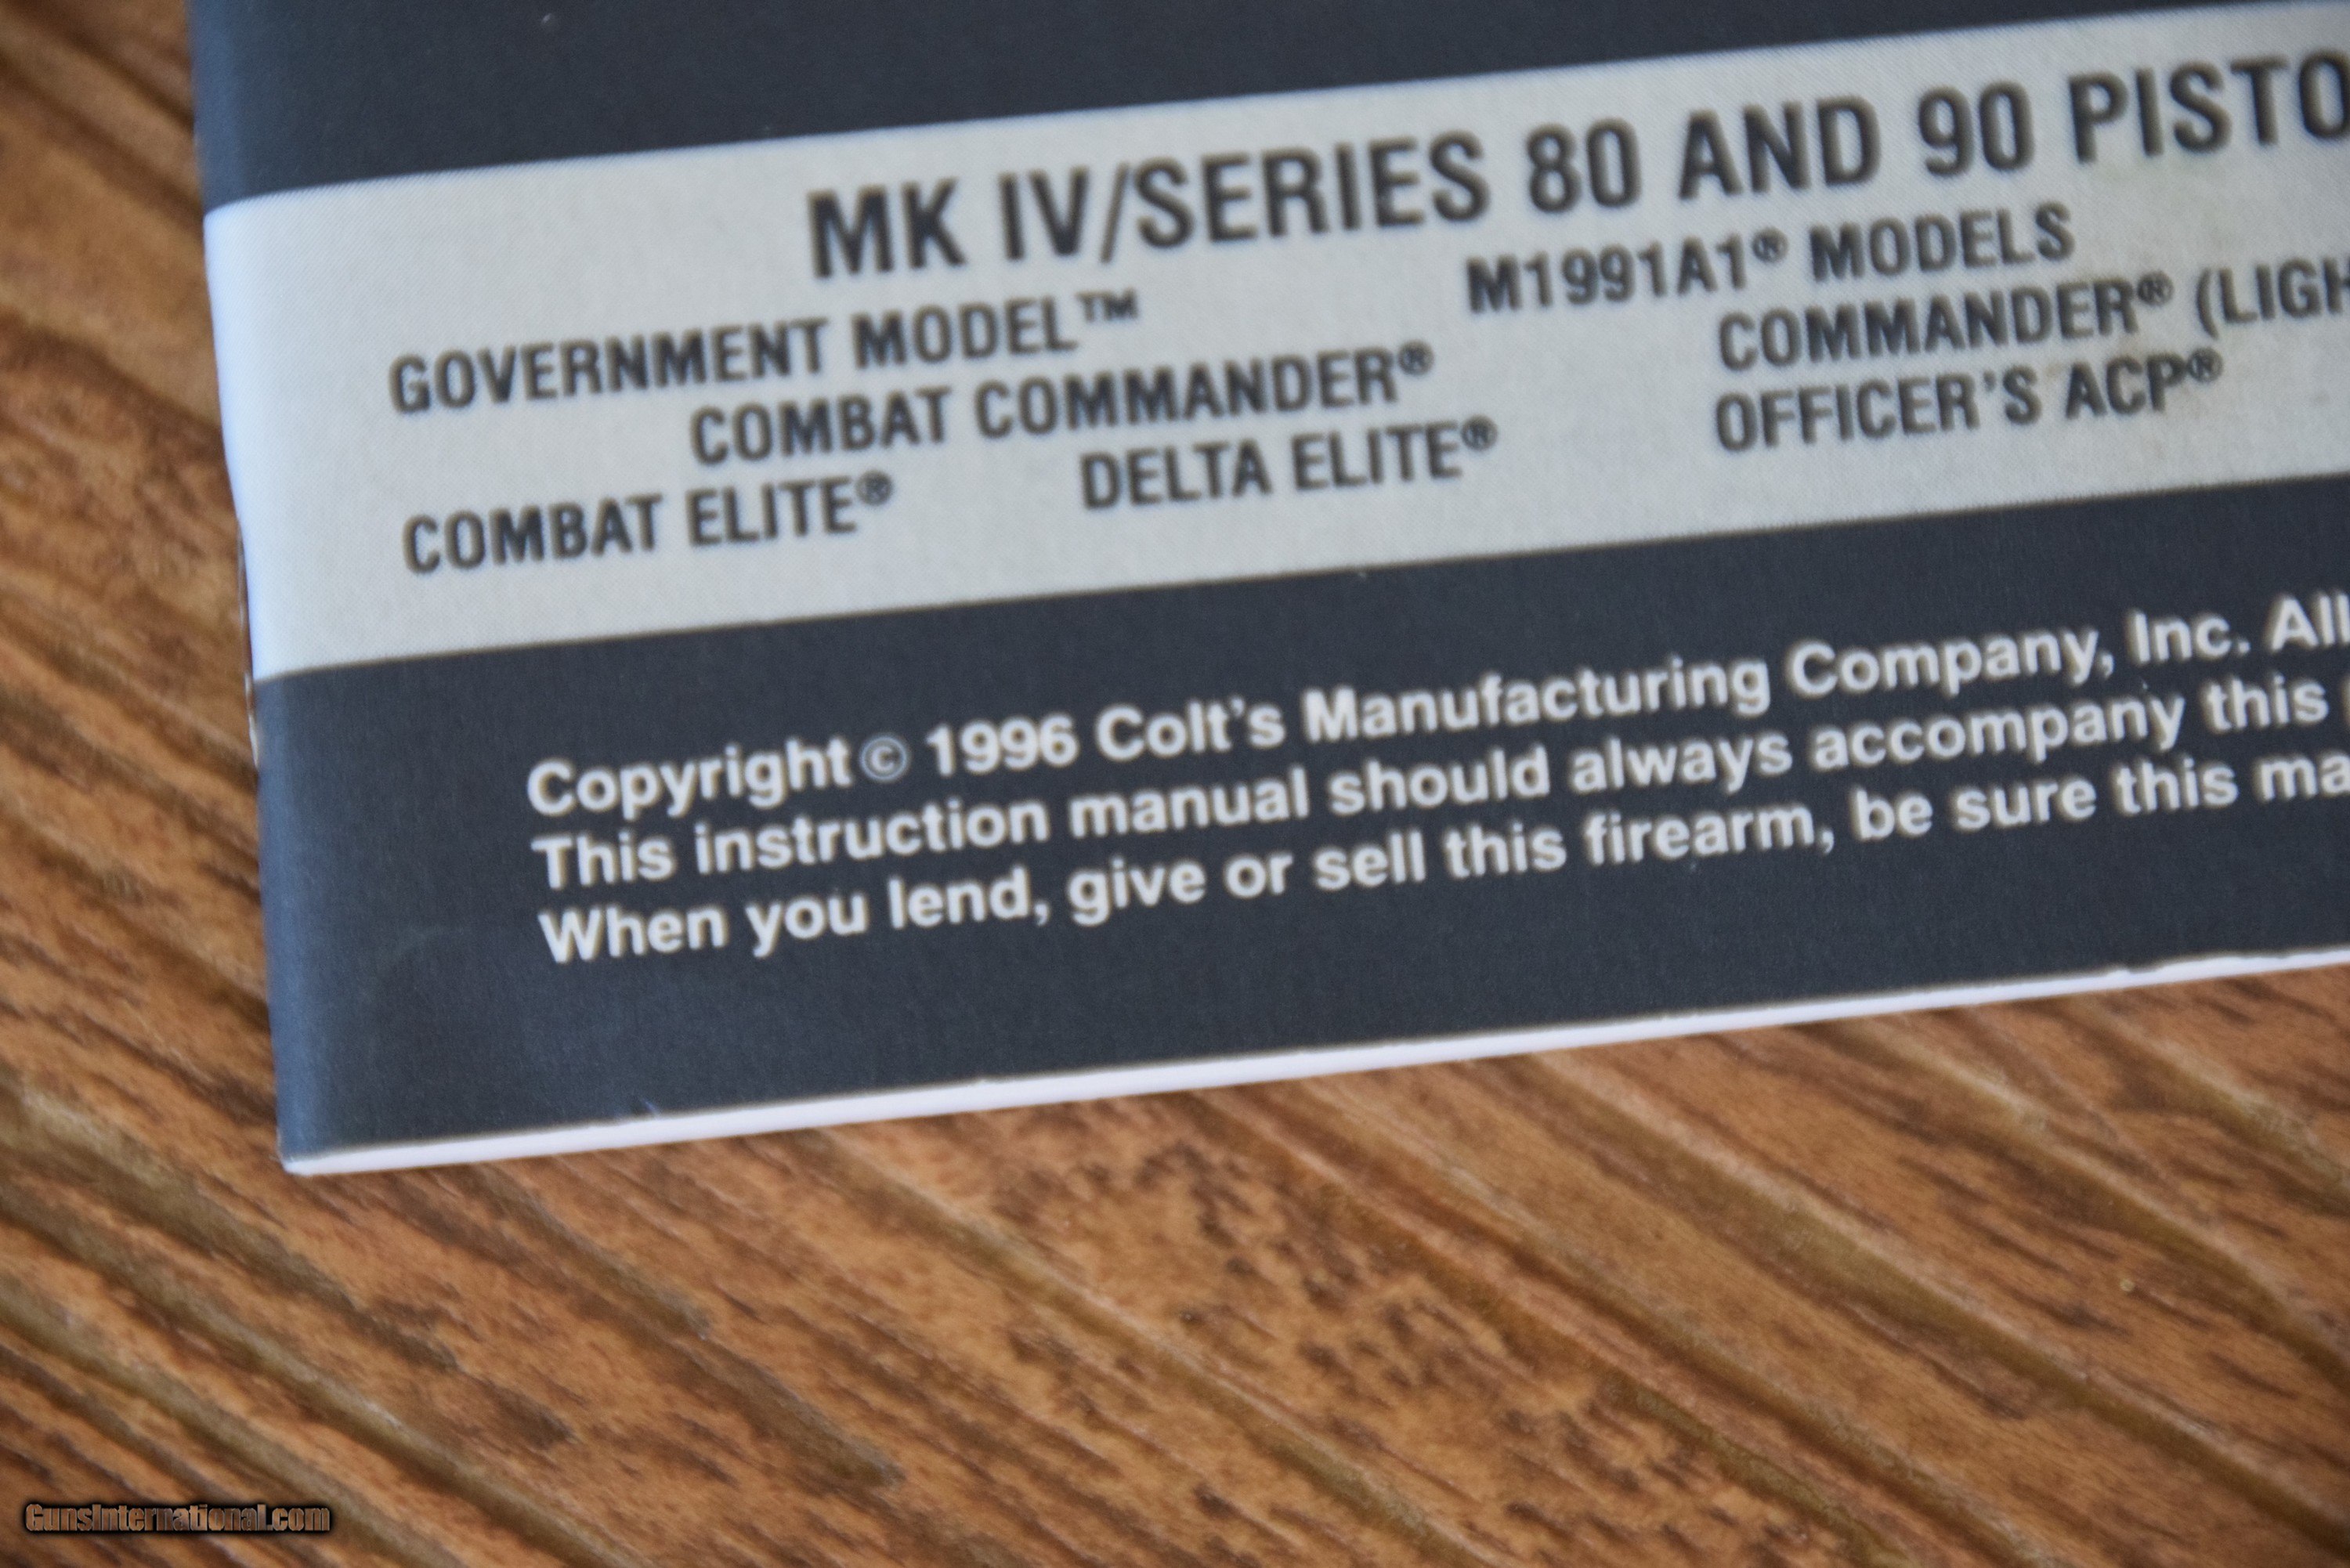 MK IV/SERIES 80 AND 90 PISTO
M1991A1® MODELS
GOVERNMENT MODEL™
COMMANDER® (LIGH
COMBAT COMMANDER®
OFFICER'S ACP®
COMBAT ELITE®
DELTA ELITE®
Copyright © 1996 Colt's Manufacturing Company, Inc. All
This instruction manual should always accompany this
When you lend, give or sell this firearm, be sure this ma
GunsInternational.com